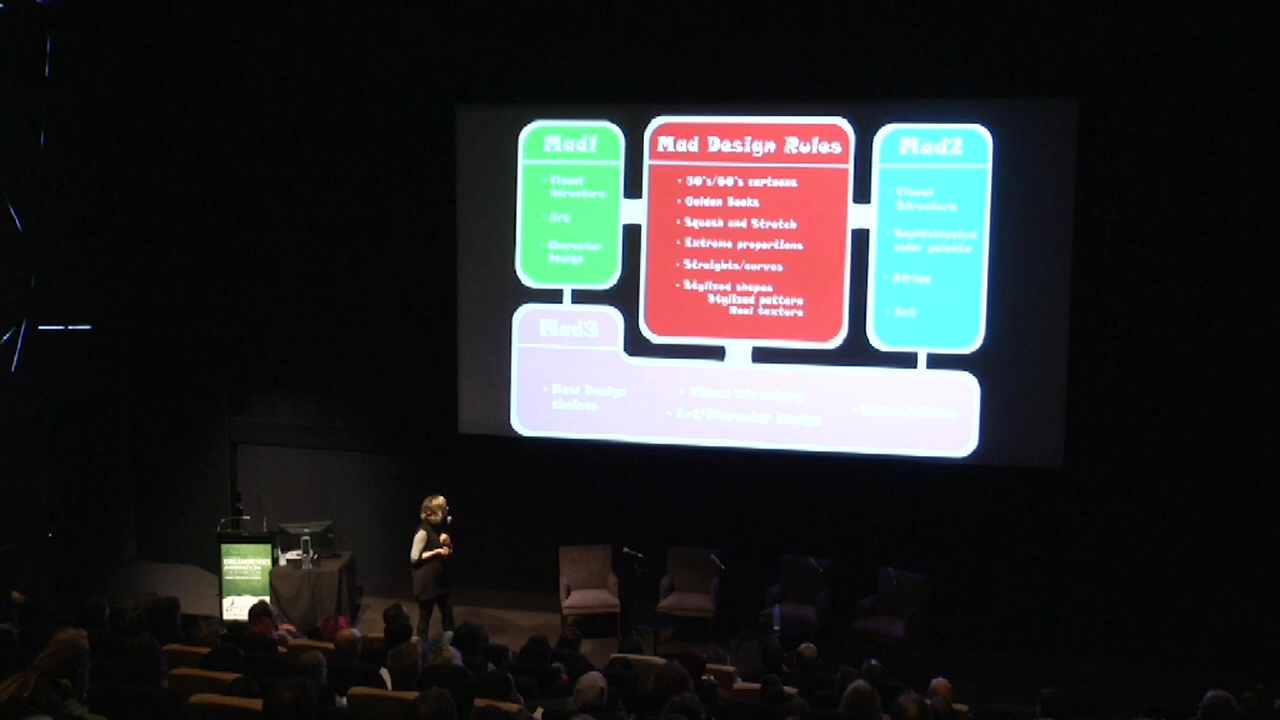 Mad1
• Visual
Structure
• Art
• Character
Design
Mad Design Rules
• 50's/60's cartoons
• Golden Books
• Squash and Stretch
• Extreme proportions
• Straights/curves
• Stylized shapes
Stylized pattern
Real texture
Mad2
• Visual
Structure
• Sophisticated
color palette
• Africa
• Art
Mad3
• New Design
choices
• Visual Structure
• Art/Character Design
DREAMWORKS
ANIMATION